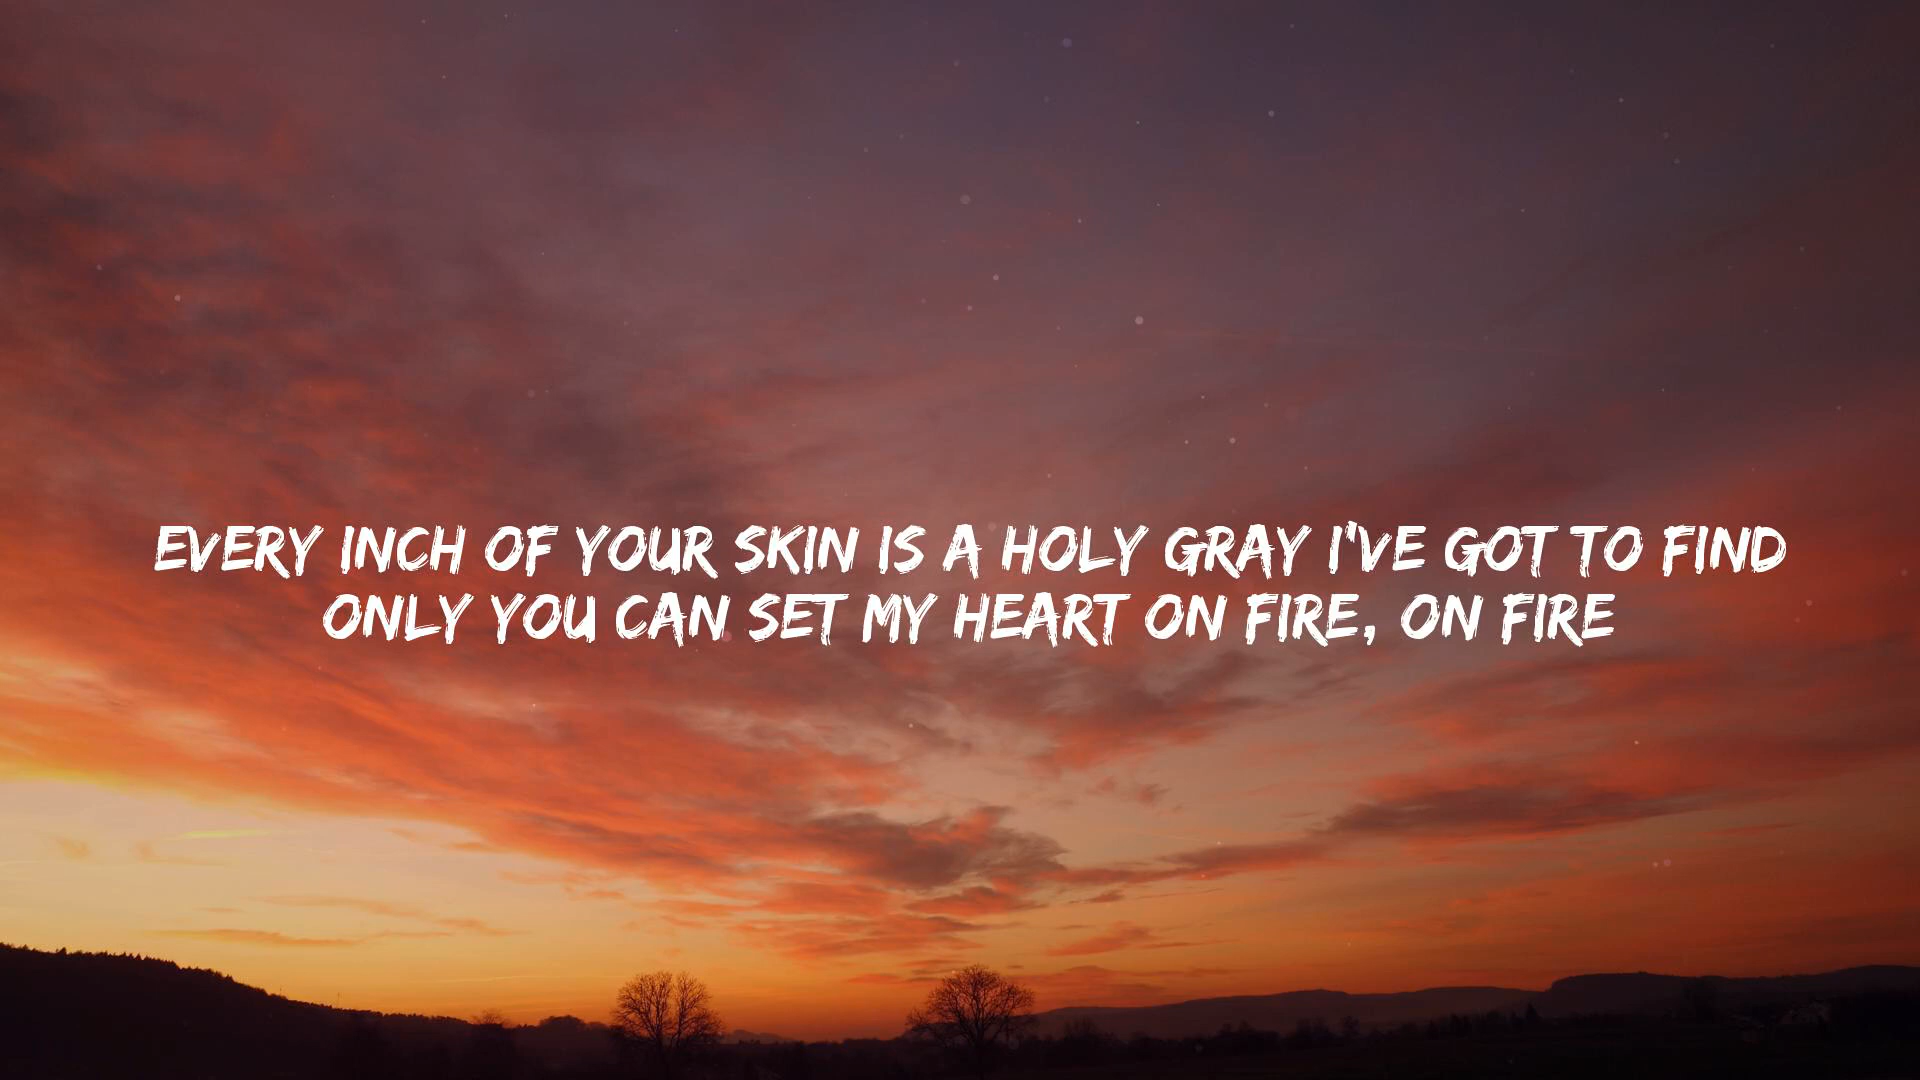 EVERY INCH OF YOUR SKIN IS A HOLY GRAY I'VE GOT TO FIND
ONLY YOU CAN SET MY HEART ON FIRE, ON FIRE